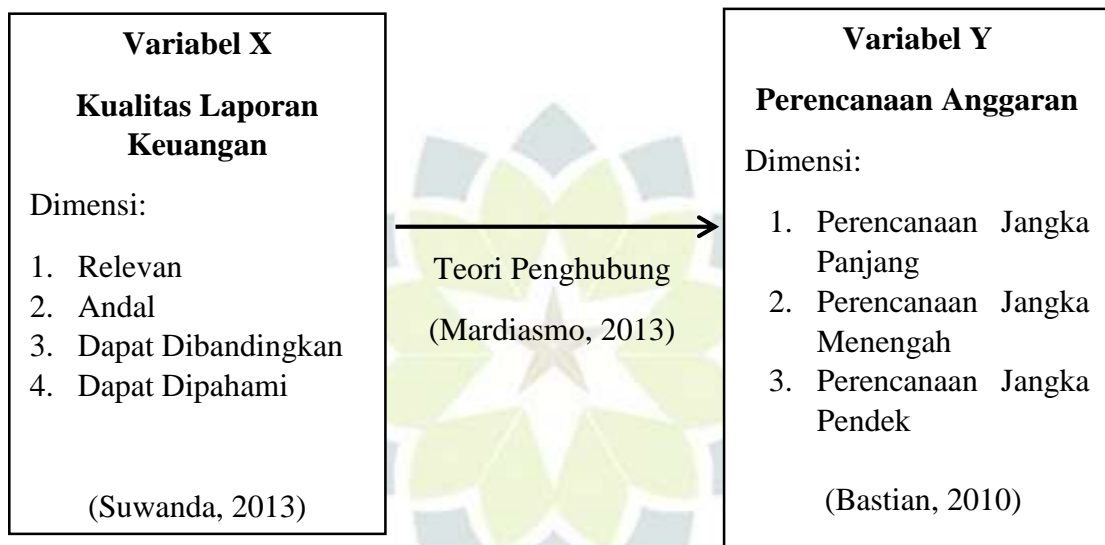 Variabel X
Kualitas Laporan
Keuangan
Dimensi:
1. Relevan
2. Andal
3. Dapat Dibandingkan
4. Dapat Dipahami
(Suwanda, 2013)
Teori Penghubung
(Mardiasmo, 2013)
Variabel Y
Perencanaan Anggaran
Dimensi:
1. Perencanaan Jangka
Panjang
2. Perencanaan Jangka
Menengah
3. Perencanaan Jangka
Pendek
(Bastian, 2010)